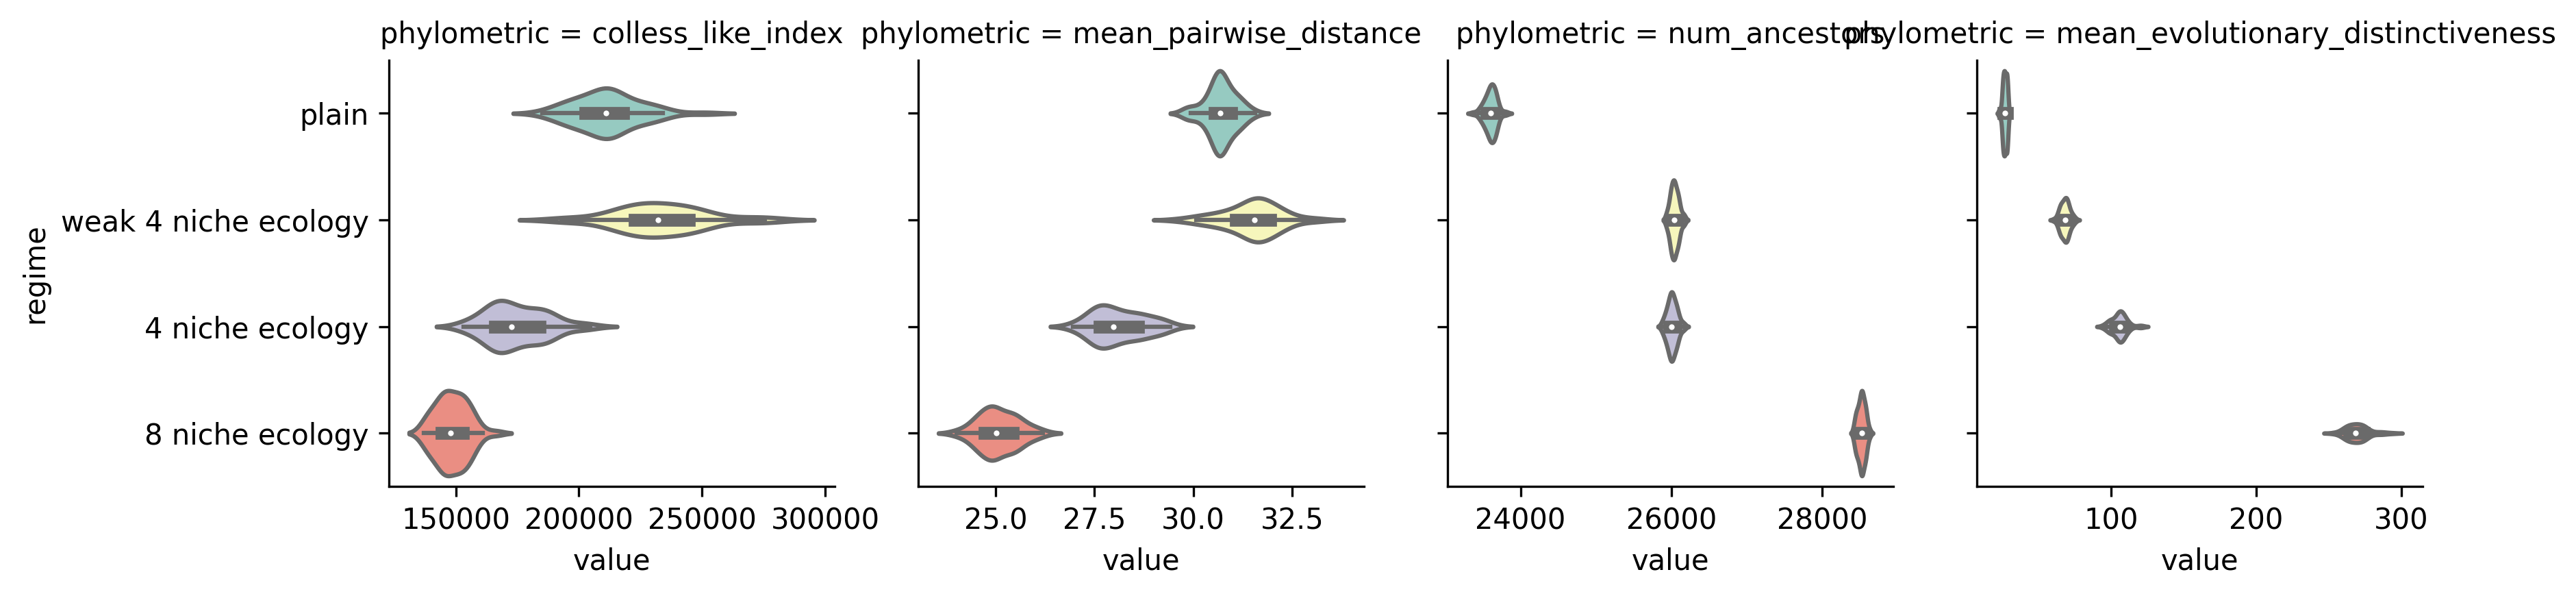 phylometric = colless_like_index
phylometric = mean_pairwise_distance
phylometric = num_ancestors
phylometric = mean_evolutionary_distinctiveness
regime
plain
weak 4 niche ecology
4 niche ecology
8 niche ecology
150000 200000 250000 300000
25.0 27.5 30.0 32.5
24000 26000 28000
100 200 300
value
value
value
value